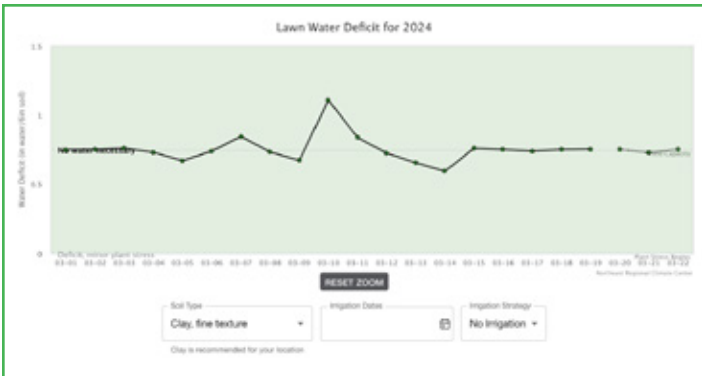 Lawn Water Deficit for 2024
Water Deficit (in water/6in soil)
1.5
1
0.5
0
No water necessary
Field Capacity
Deficit, minor plant stress
Plant Stress Begins
03-01 03-02 03-03 03-04 03-05 03-06 03-07 03-08 03-09 03-10 03-11 03-12 03-13 03-14 03-15 03-16 03-17 03-18 03-19 03-20 03-21 03-22
Northeast Regional Climate Center
RESET ZOOM
Soil Type
Clay, fine texture
Irrigation Dates
Irrigation Strategy
No Irrigation
Clay is recommended for your location